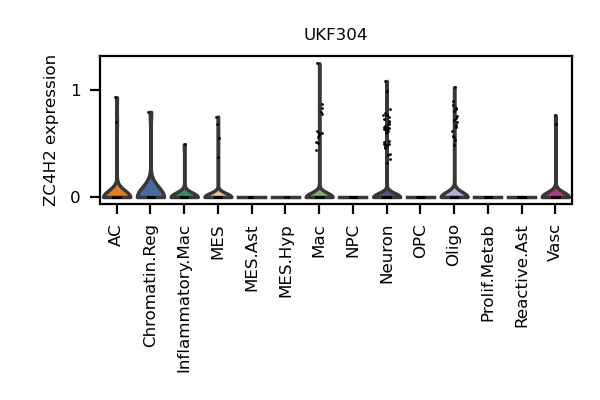 UKF304
ZC4H2 expression
1
0
AC
Chromatin.Reg
Inflammatory.Mac
MES
MES.Ast
MES.Hyp
Mac
NPC
Neuron
OPC
Oligo
Prolif.Metab
Reactive.Ast
Vasc